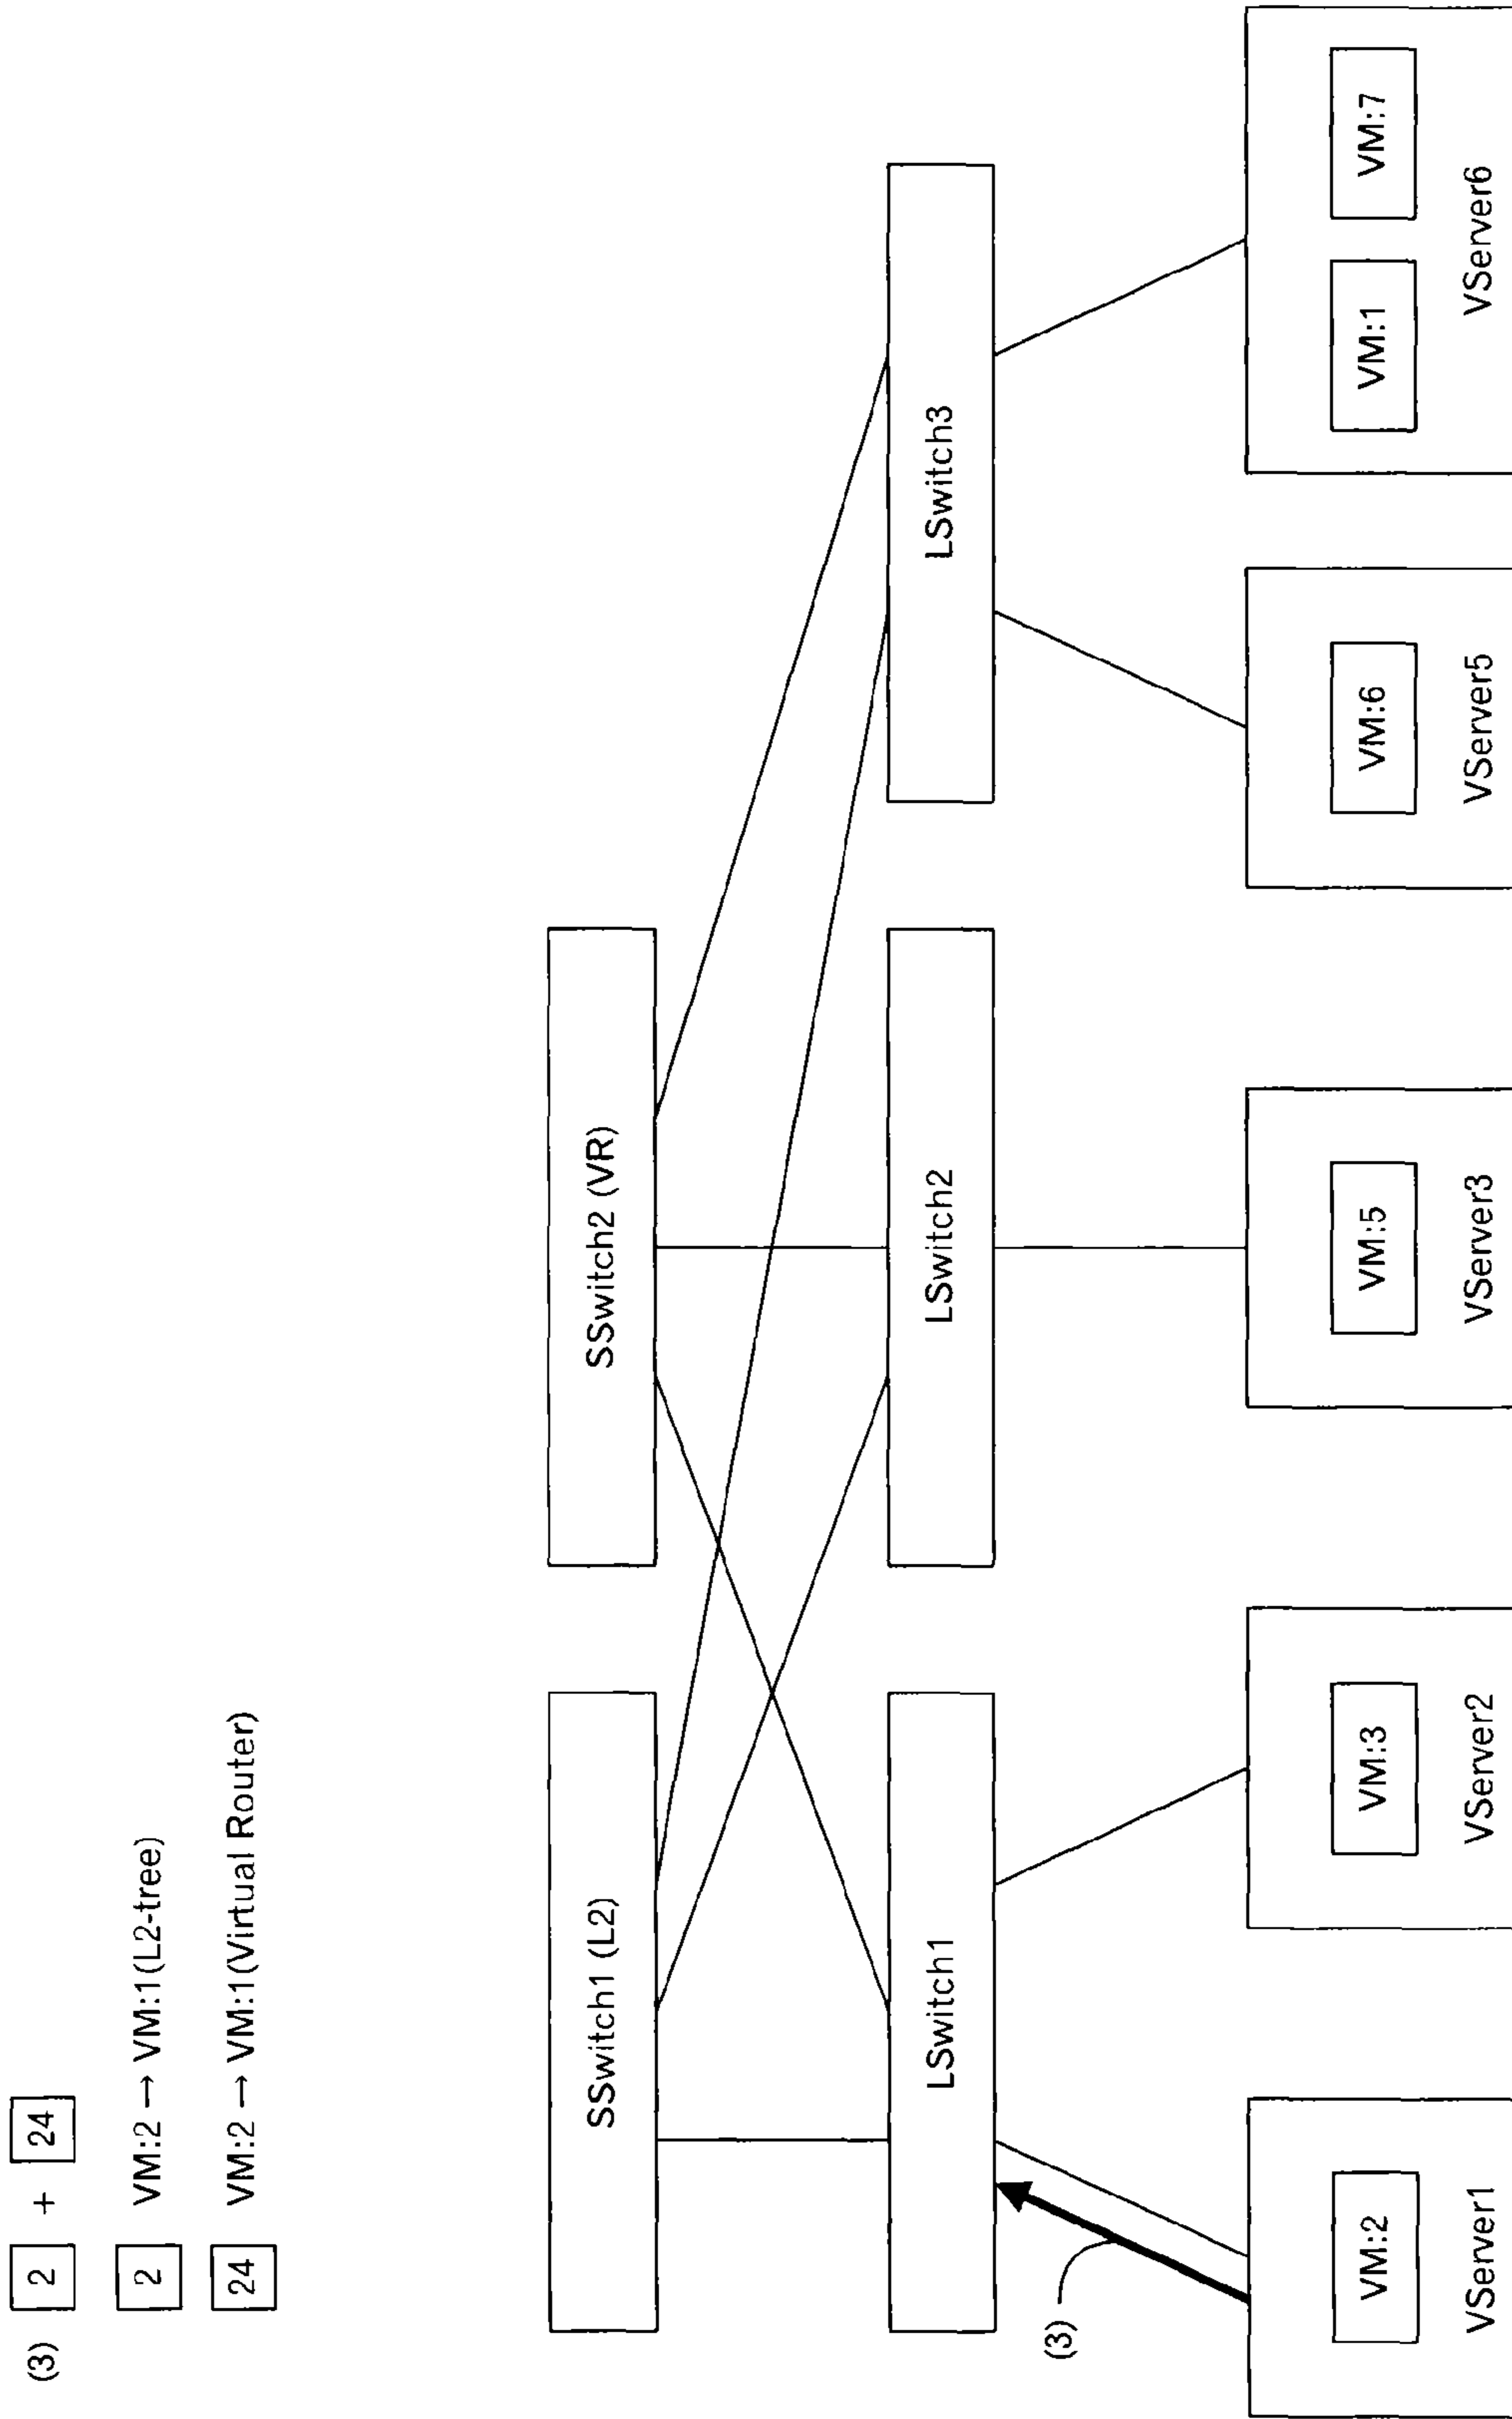 (3) 2 + 24
2 VM:2 → VM:1(L2-tree)
24 VM:2 → VM:1(Virtual Router)
SSwitch1 (L2)
SSwitch2 (VR)
LSwitch1
LSwitch2
LSwitch3
(3)
VM:2
VM:3
VM:5
VM:6
VM:1
VM:7
VServer1
VServer2
VServer3
VServer5
VServer6